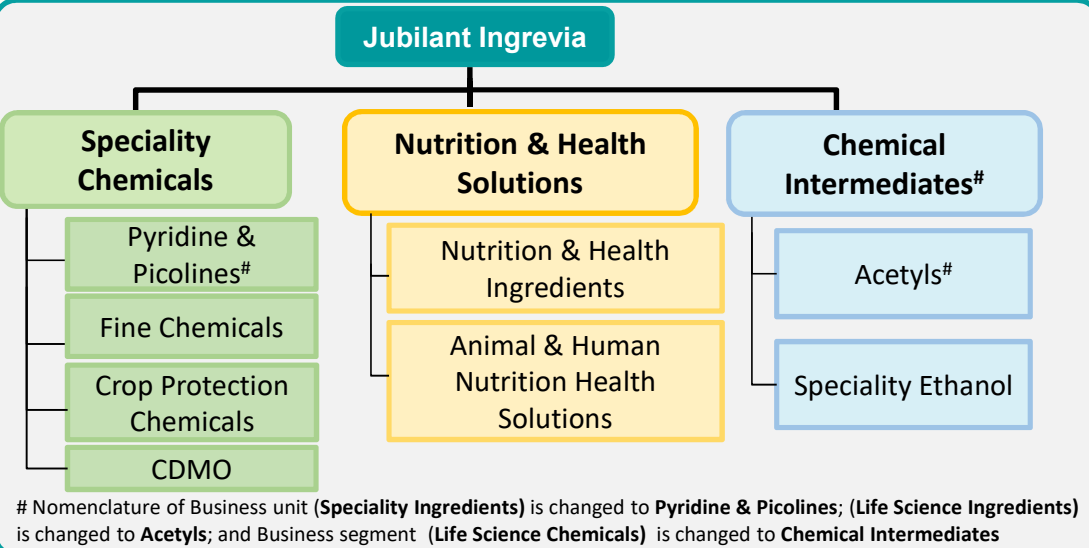 Jubilant Ingrevia
Speciality
Chemicals
Pyridine &
Picolines#
Fine Chemicals
Crop Protection
Chemicals
CDMO
Nutrition & Health
Solutions
Nutrition & Health
Ingredients
Animal & Human
Nutrition Health
Solutions
Chemical
Intermediates#
Acetyls#
Speciality Ethanol
# Nomenclature of Business unit (Speciality Ingredients) is changed to Pyridine & Picolines; (Life Science Ingredients)
is changed to Acetyls; and Business segment (Life Science Chemicals) is changed to Chemical Intermediates